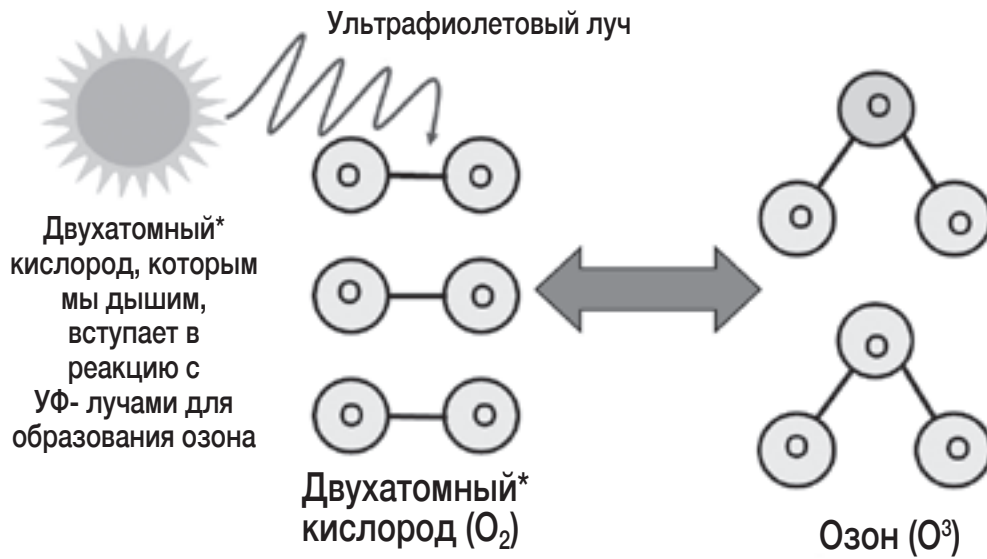 Ультрафиолетовый луч
Двухатомный*
кислород, которым
мы дышим,
вступает в
реакцию с
УФ- лучами для
образования озона
O O
O O
O O
Двухатомный*
кислород (O₂)
O
O O
O
O O
Озон (O³)